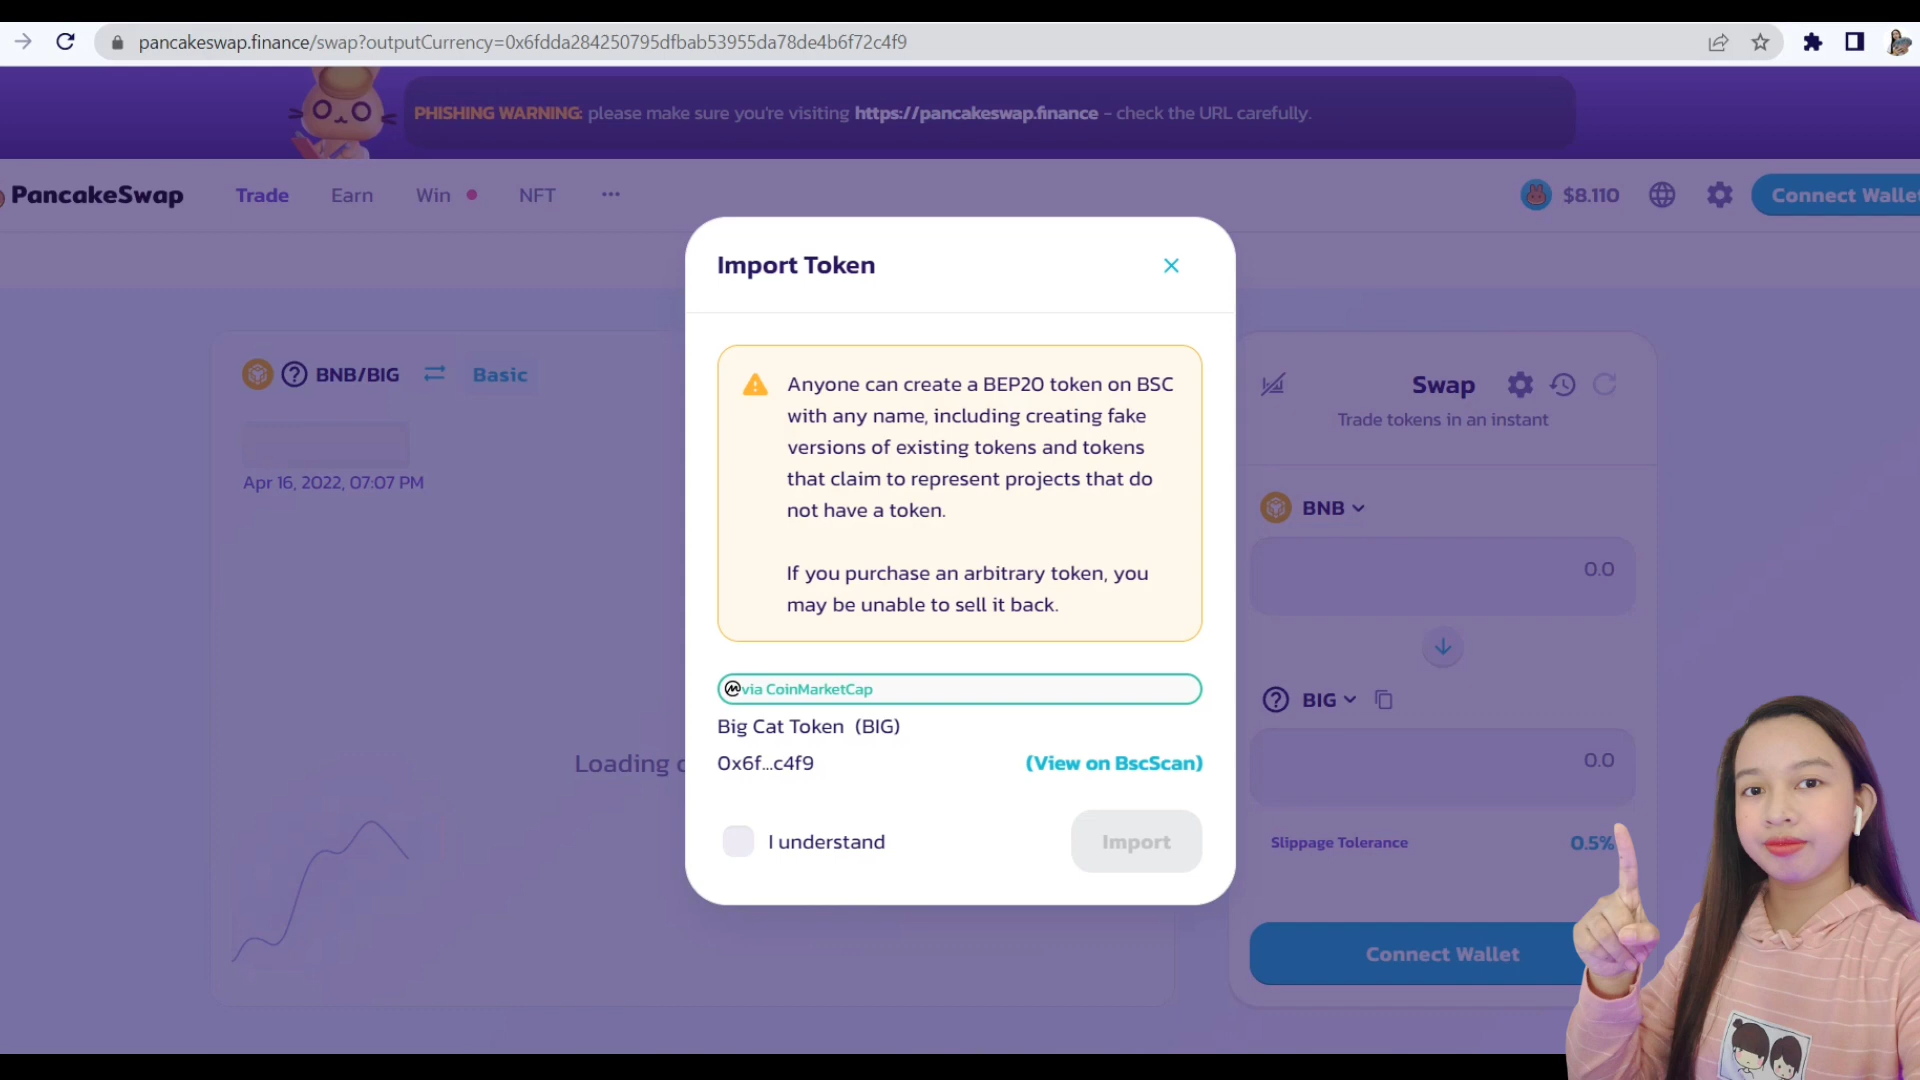 pancakeswap.finance/swap?outputCurrency=0x6fdda284250795dfbab53955da78de4b6f72c4f9
PHISHING WARNING: please make sure you're visiting https://pancakeswap.finance - check the URL carefully.
PancakeSwap
Trade
Earn
Win
NFT
$8.110
Connect Wallet
Import Token
BNB/BIG
Basic
Apr 16, 2022, 07:07 PM
Loading c
Anyone can create a BEP20 token on BSC
with any name, including creating fake
versions of existing tokens and tokens
that claim to represent projects that do
not have a token.
If you purchase an arbitrary token, you
may be unable to sell it back.
via CoinMarketCap
Big Cat Token (BIG)
0x6f...c4f9
(View on BscScan)
I understand
Import
Swap
Trade tokens in an instant
BNB
0.0
BIG
0.0
Slippage Tolerance
0.5%
Connect Wallet